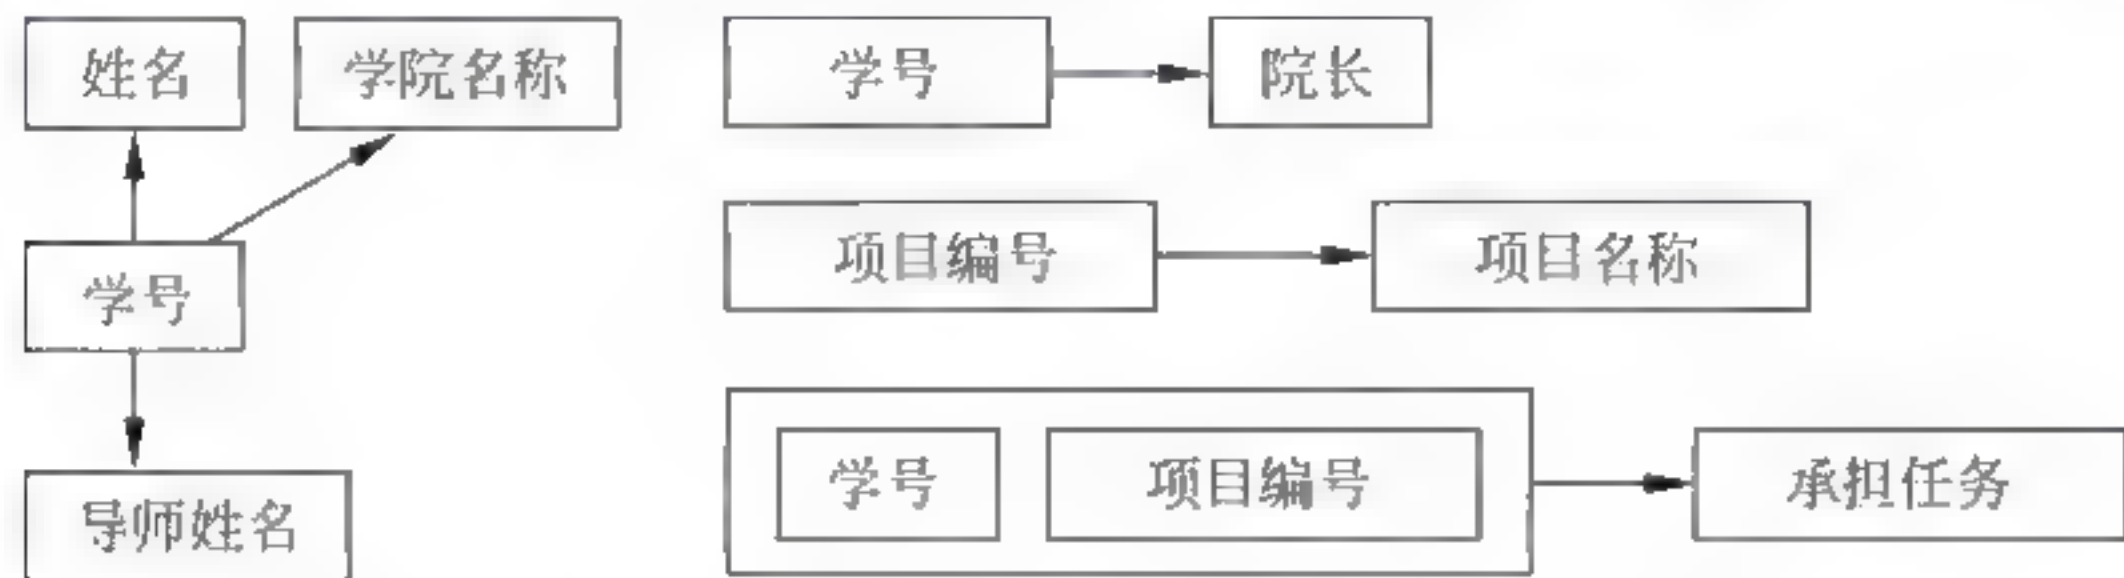 姓名
学院名称
学号
导师姓名
学号
院长
项目编号
项目名称
学号
项目编号
承担任务